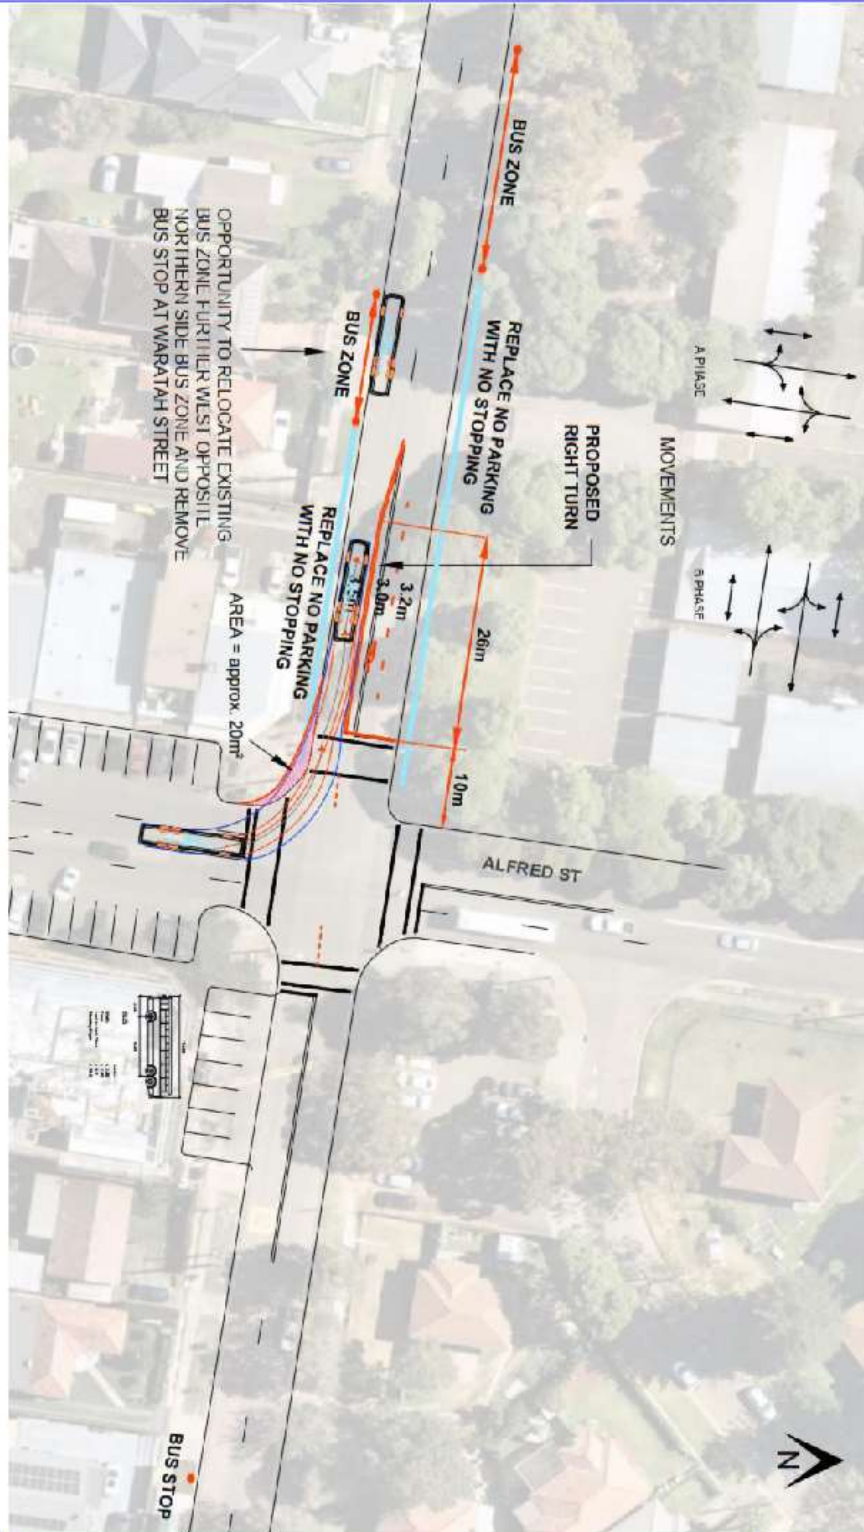 BUS ZONE
REPLACE NO PARKING
WITH NO STOPPING
PROPOSED
RIGHT TURN
MOVEMENTS
A PHASE
B PHASE
OPPORTUNITY TO RELOCATE EXISTING
BUS ZONE FURTHER WEST OPPOSITE
NORTHERN SIDE BUS ZONE AND REMOVE
BUS STOP AT WARATAH STREET
BUS ZONE
REPLACE NO PARKING
WITH NO STOPPING
AREA = approx. 20m²
3.2m
3.0m
26m
10m
ALFRED ST
BUS STOP
N